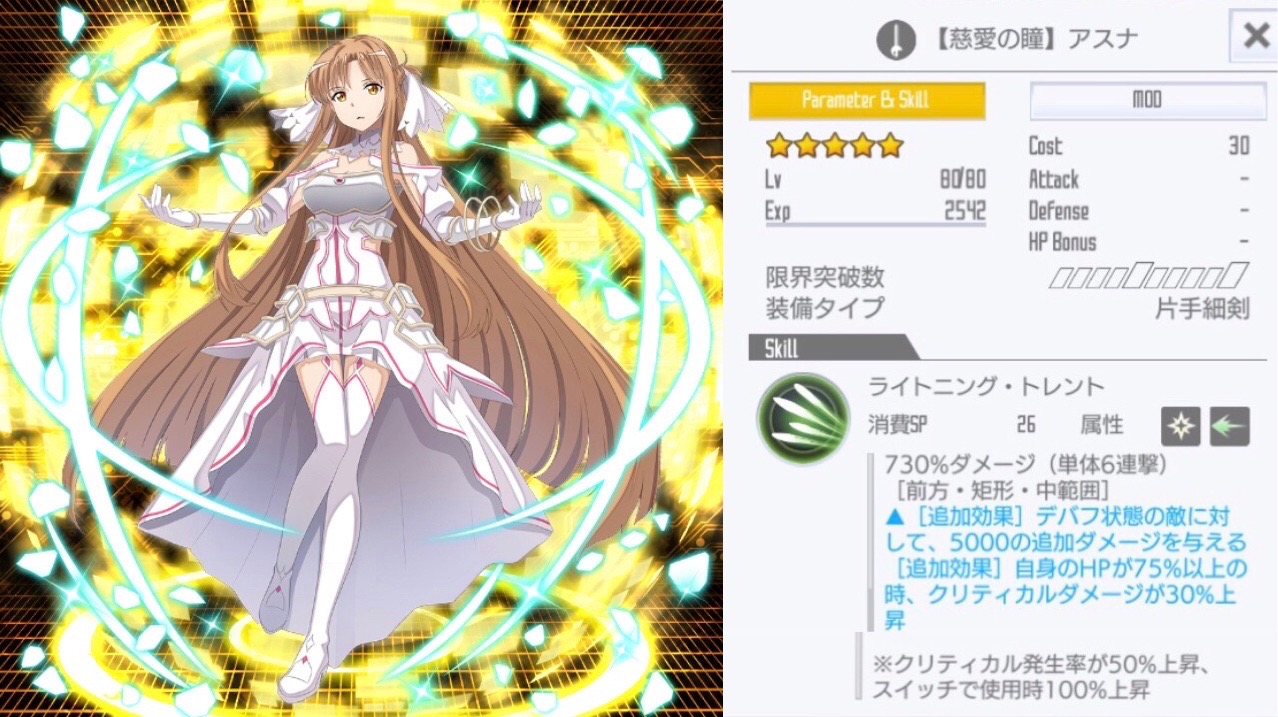 【慈愛の瞳】アスナ
Parameter & Skill
MOD
Lv 80/80
Exp 2542
Cost 30
Attack -
Defense -
HP Bonus -
限界突破数
装備タイプ 片手細剣
Skill
ライトニング・トレント
消費SP 26 属性
730%ダメージ（単体6連撃）
［前方・矩形・中範囲］
▲［追加効果］デバフ状態の敵に対
して、5000の追加ダメージを与える
［追加効果］自身のHPが75%以上の
時、クリティカルダメージが30%上
昇
※クリティカル発生率が50%上昇、
スイッチで使用時100%上昇